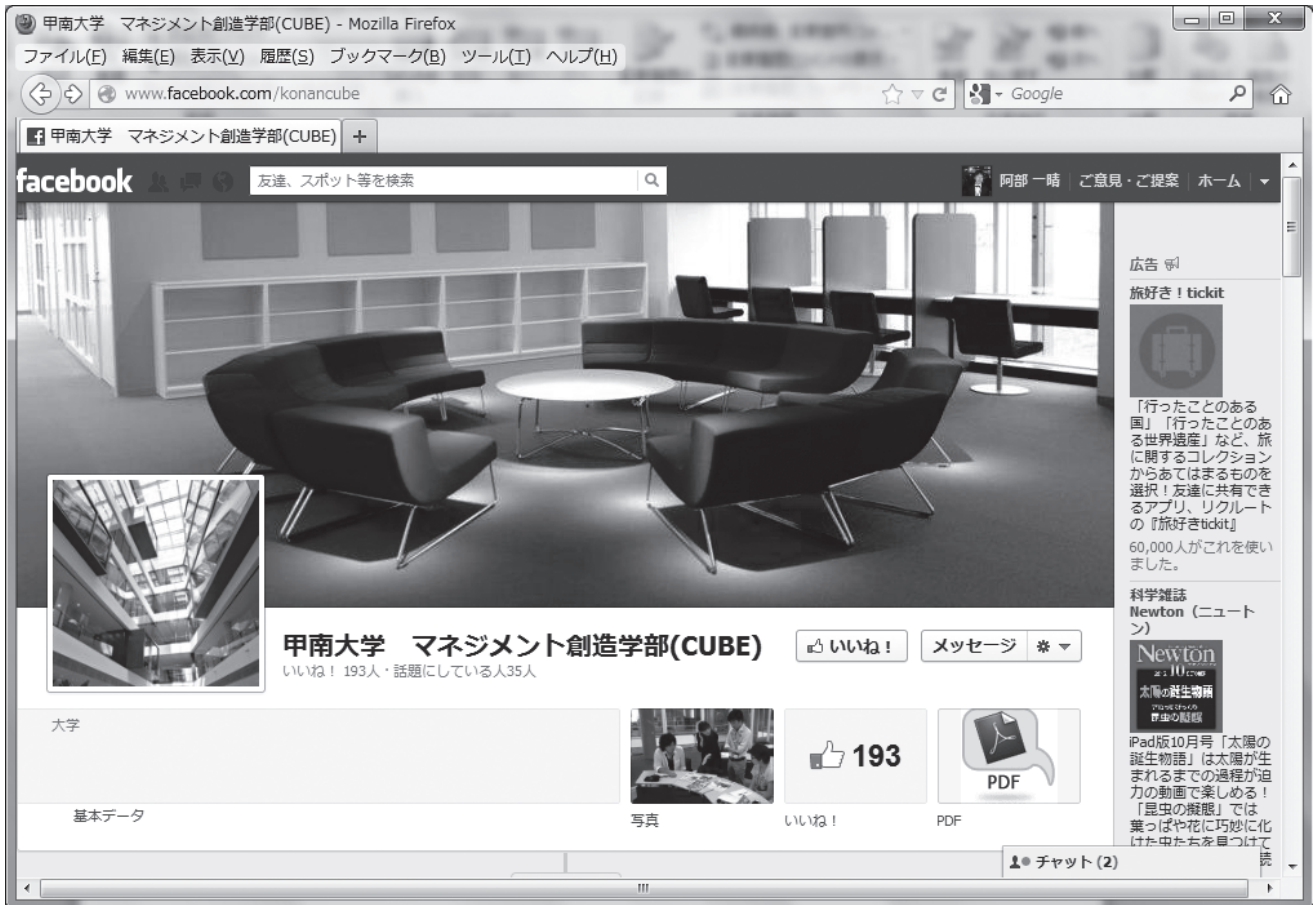 甲南大学　マネジメント創造学部(CUBE) - Mozilla Firefox
ファイル(F) 編集(E) 表示(V) 履歴(S) ブックマーク(B) ツール(T) ヘルプ(H)
www.facebook.com/konancube
Google
甲南大学　マネジメント創造学部(CUBE)
facebook
友達、スポット等を検索
阿部 一晴 ご意見・ご提案 ホーム
甲南大学　マネジメント創造学部(CUBE)
いいね！
メッセージ
いいね！ 193人・話題にしている人35人
大学
基本データ
写真
193
いいね！
PDF
PDF
広告
旅好き！tickit
「行ったことのある
国」「行ったことのあ
る世界遺産」など、旅
に関するコレクション
からあてはまるものを
選択！友達に共有でき
るアプリ、リクルート
の『旅好きtickit』
60,000人がこれを使い
ました。
科学雑誌
Newton（ニュート
ン）
Newton
10
太陽の誕生物語
昆虫の擬態
iPad版10月号「太陽の
誕生物語」は太陽が生
まれるまでの過程が迫
力の動画で楽しめる！
「昆虫の擬態」では
葉っぱや花に巧妙に化
けた虫たちを見つけて
チャット (2)